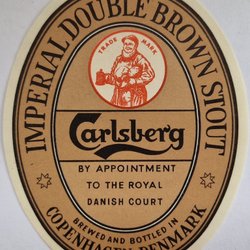 IMPERIAL DOUBLE BROWN STOUT
TRADE MARK
Carlsberg
BY APPOINTMENT
TO THE ROYAL
DANISH COURT
BREWED AND BOTTLED IN
COPENHAGEN, DENMARK